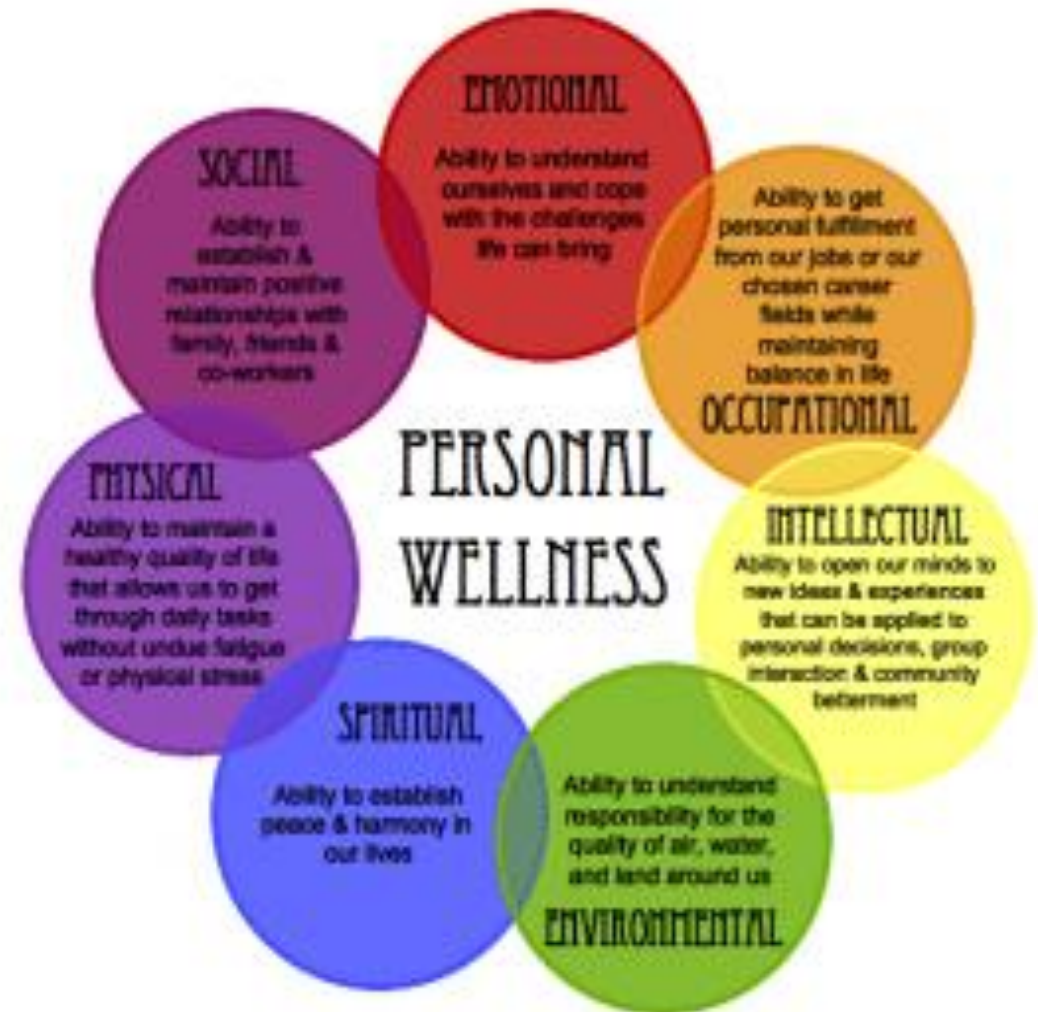 EMOTIONAL
Ability to understand
ourselves and cope
with the challenges
life can bring
Ability to get
personal fulfillment
from our jobs or our
chosen career
fields while
maintaining
balance in life
OCCUPATIONAL
INTELLECTUAL
Ability to open our minds to
new ideas & experiences
that can be applied to
personal decisions, group
interaction & community
betterment
Ability to understand
responsibility for the
quality of air, water,
and land around us
ENVIRONMENTAL
SPIRITUAL
Ability to establish
peace & harmony in
our lives
PHYSICAL
Ability to maintain a
healthy quality of life
that allows us to get
through daily tasks
without undue fatigue
or physical stress
SOCIAL
Ability to
establish &
maintain positive
relationships with
family, friends &
co-workers
PERSONAL
WELLNESS